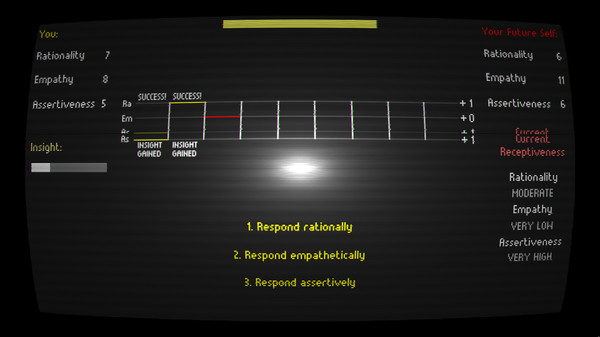 You:
Rationality 7
Empathy 8
Assertiveness 5
Insight:
SUCCESS! SUCCESS!
Ra
Em
As
+ 1
+ 0
+ 1
INSIGHT GAINED
INSIGHT GAINED
1. Respond rationally
2. Respond empathetically
3. Respond assertively
Your Future Self:
Rationality 6
Empathy 11
Assertiveness 6
Current
Current
Receptiveness
Rationality
MODERATE
Empathy
VERY LOW
Assertiveness
VERY HIGH